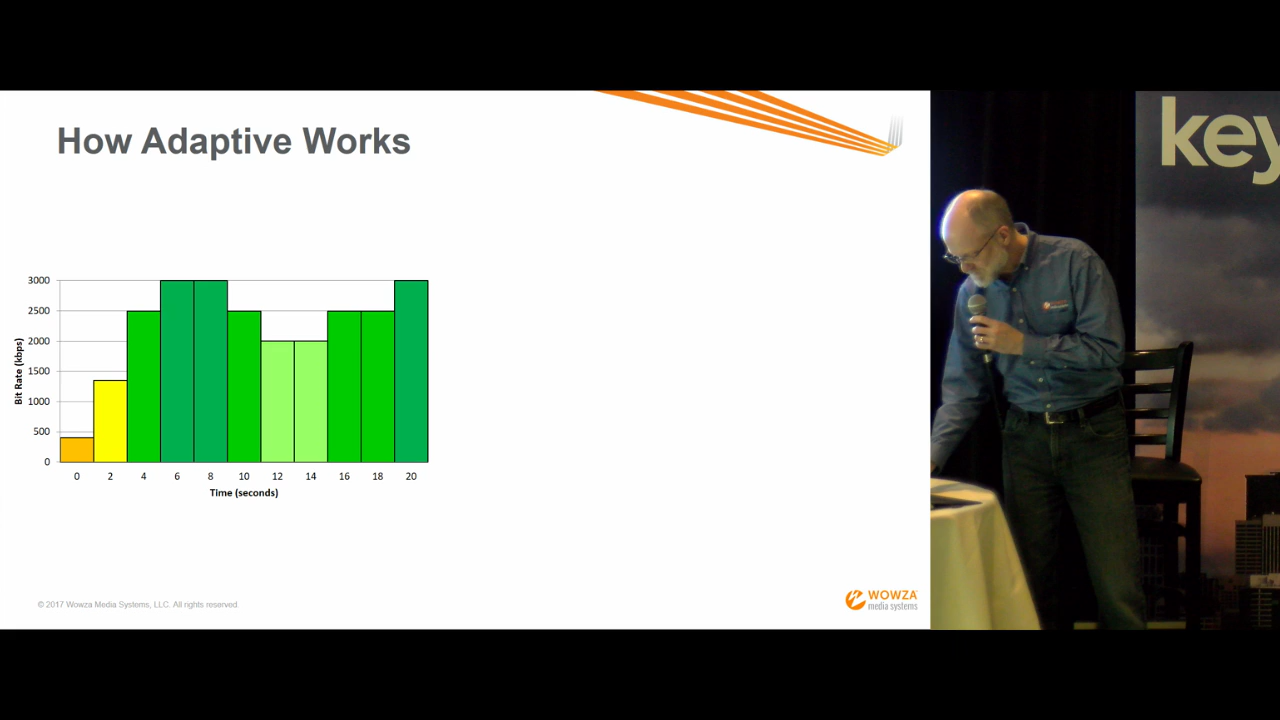 How Adaptive Works
3000
2500
2000
1500
1000
500
0
Bit Rate (kbps)
0 2 4 6 8 10 12 14 16 18 20
Time (seconds)
© 2017 Wowza Media Systems, LLC. All rights reserved.
WOWZA
media systems
key